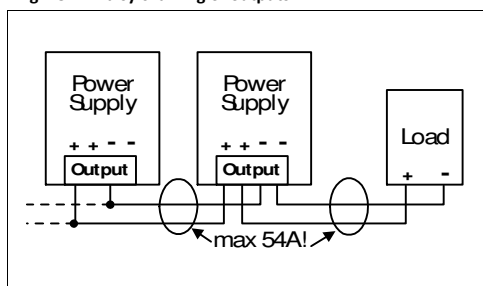 Power
Supply
+ + - -
Output
Power
Supply
+ + - -
Output
Load
+ -
max 54A!